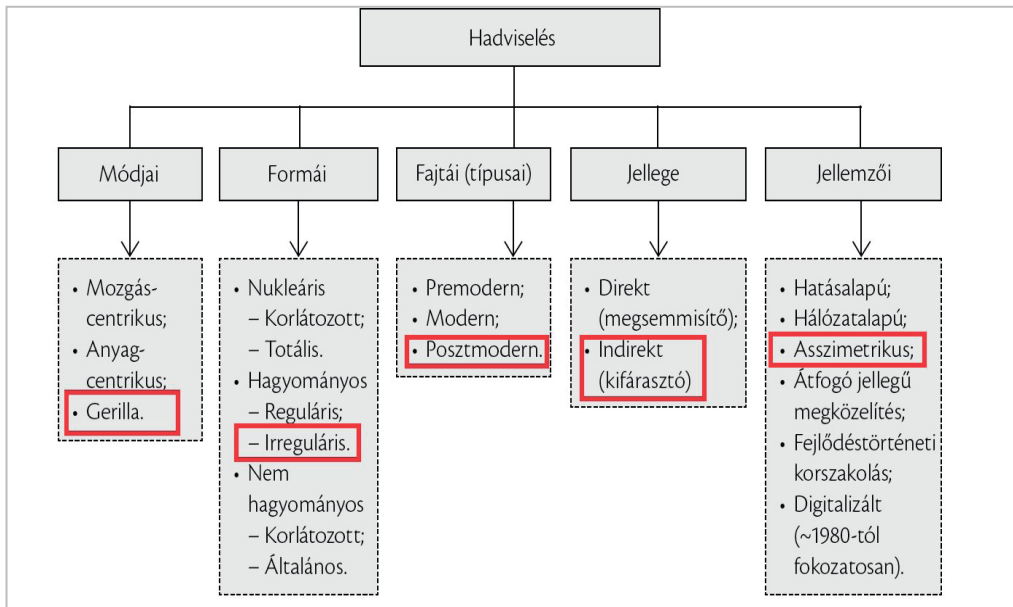 Hadviselés
Módjai
Formái
Fajtái (típusai)
Jellege
Jellemzői
• Mozgás-
centrikus;
• Anyag-
centrikus;
• Gerilla.
• Nukleáris
– Korlátozott;
– Totális.
• Hagyományos
– Reguláris;
– Irreguláris.
• Nem
hagyományos
– Korlátozott;
– Általános.
• Premodern;
• Modern;
• Posztmodern.
• Direkt
(megsemmisítő);
• Indirekt
(kifárasztó)
• Hatásalapú;
• Hálózatalapú;
• Asszimetrikus;
• Átfogó jellegű
megközelítés;
• Fejlődéstörténeti
korszakolás;
• Digitalizált
(~1980-tól
fokozatosan).